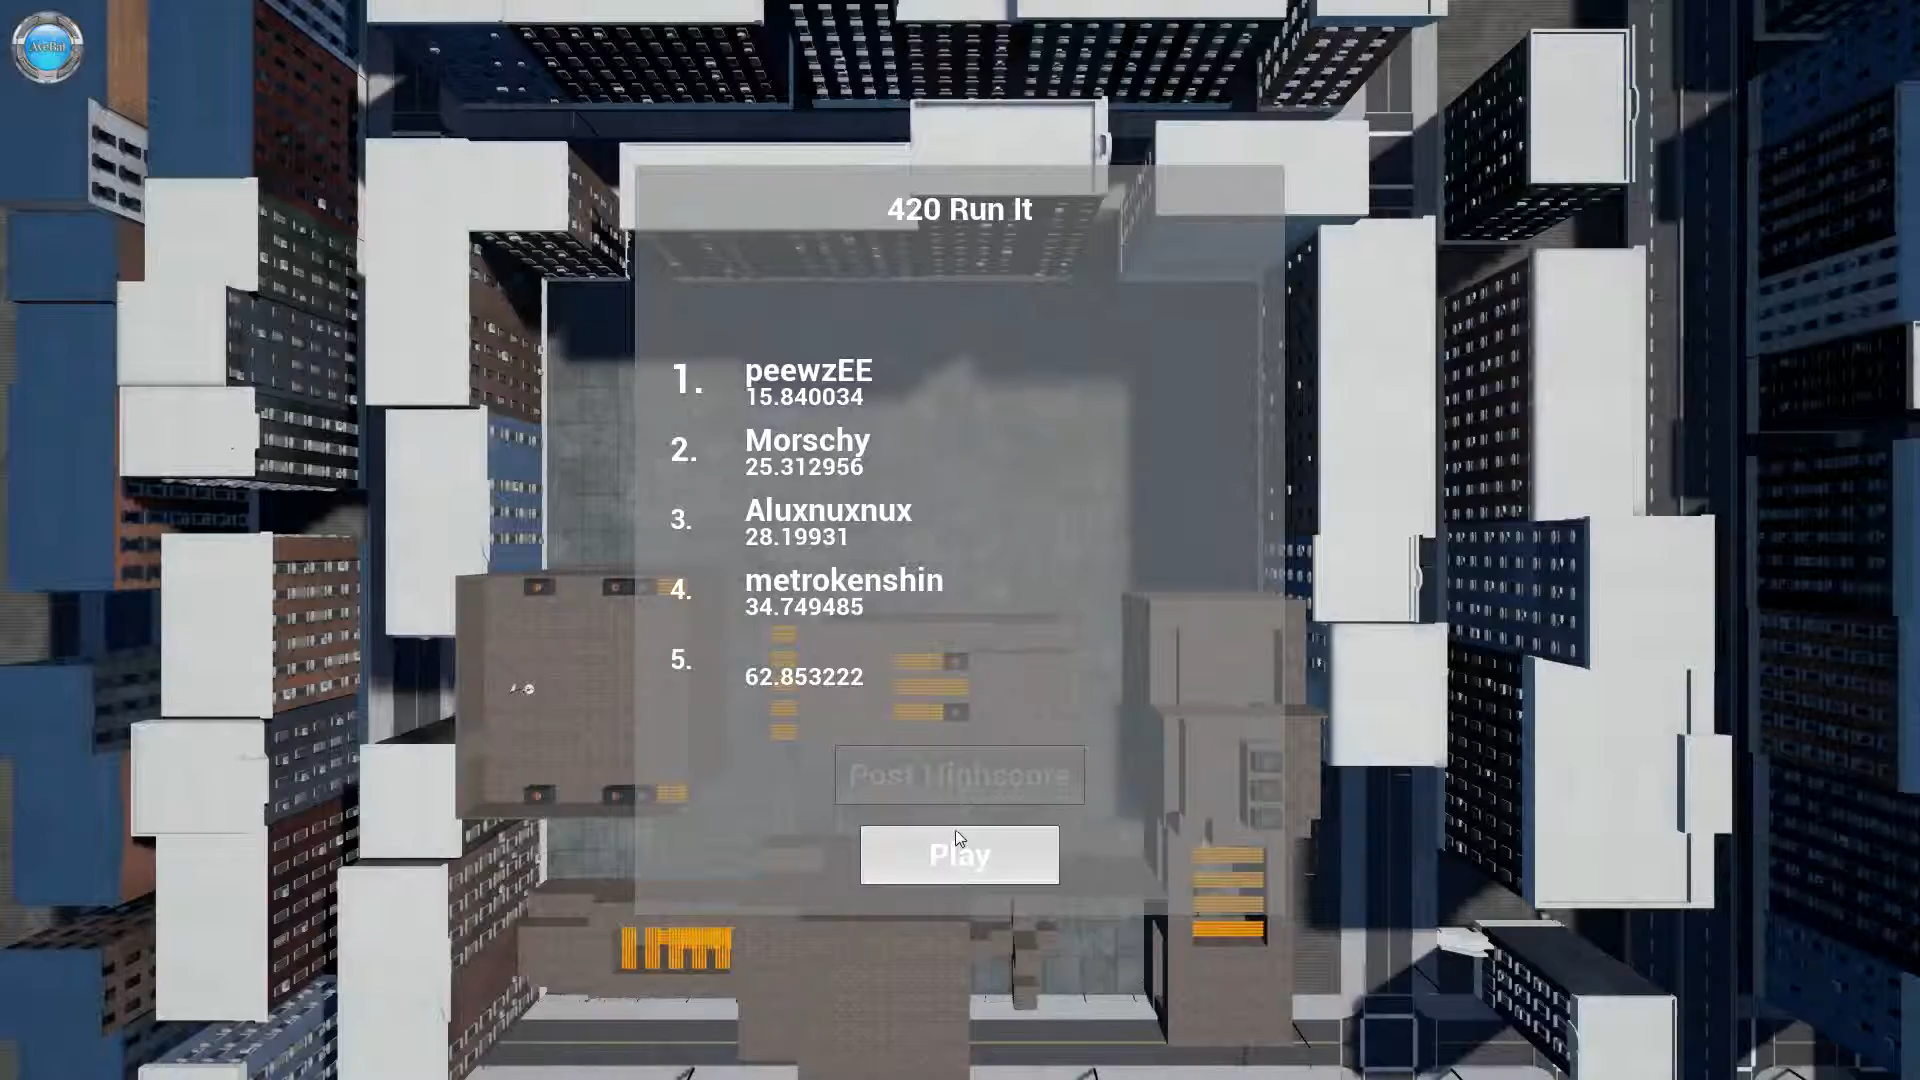 AveBat
420 Run It
1. peewzEE
15.840034
2. Morschy
25.312956
3. Aluxnuxnux
28.19931
4. metrokenshin
34.749485
5.
62.853222
Post Highscore
Play